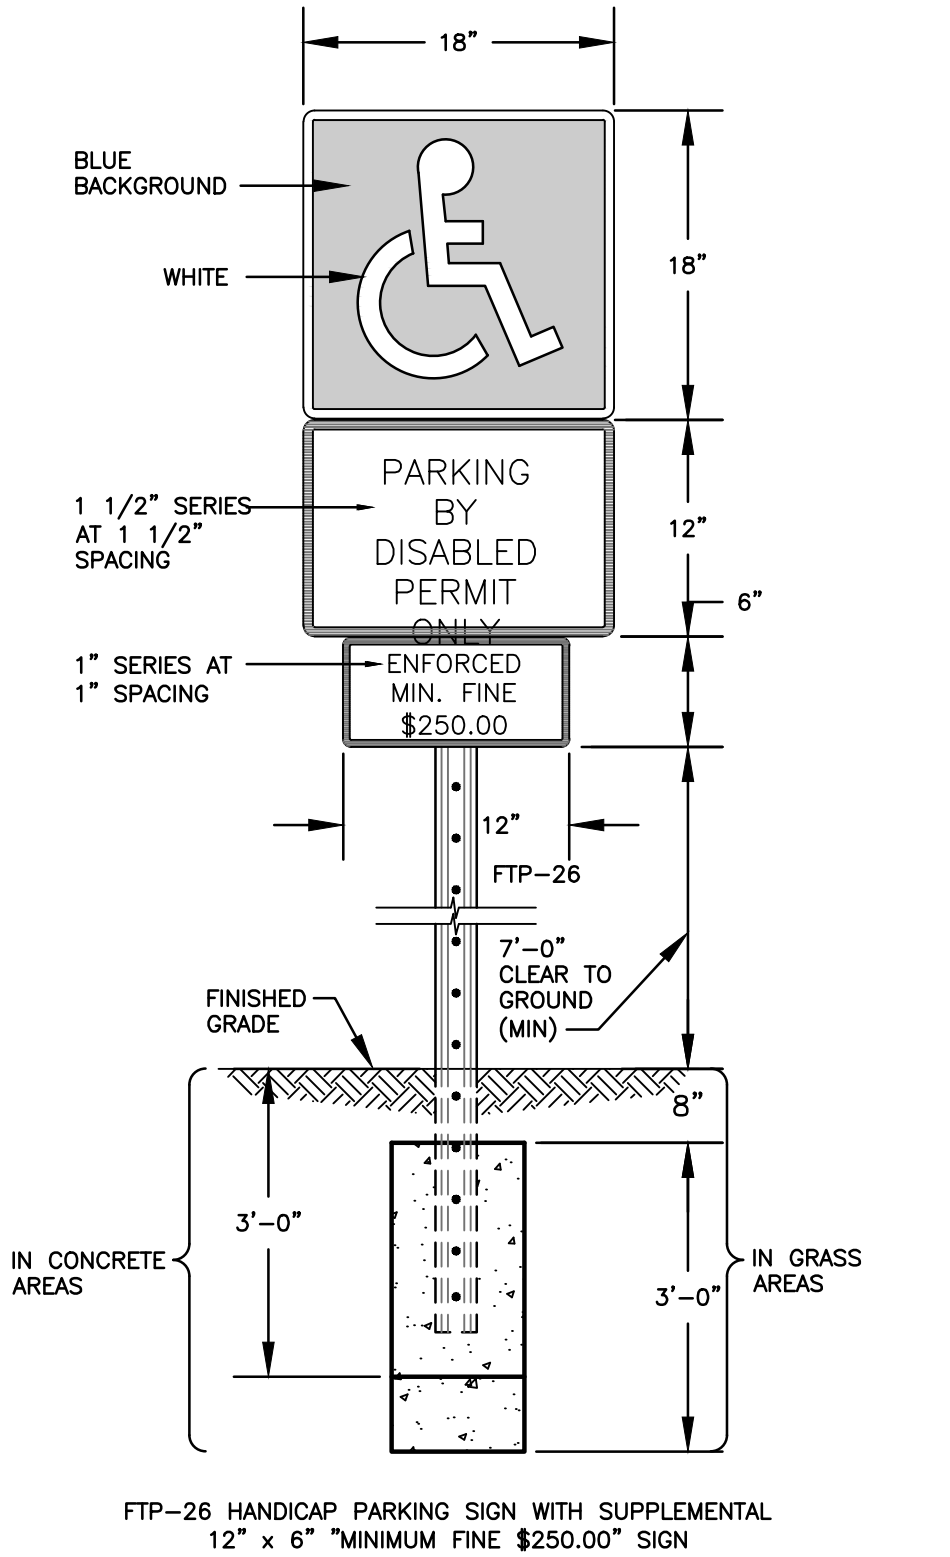 18”
BLUE
BACKGROUND
WHITE
18”
PARKING
BY
DISABLED
PERMIT
ONLY
1 1/2” SERIES
AT 1 1/2”
SPACING
12”
6”
1” SERIES AT
1” SPACING
ENFORCED
MIN. FINE
$250.00
12”
FTP–26
7’–0”
CLEAR TO
GROUND
(MIN)
FINISHED
GRADE
8”
3’–0”
IN CONCRETE
AREAS
IN GRASS
AREAS
3’–0”
FTP–26 HANDICAP PARKING SIGN WITH SUPPLEMENTAL
12” x 6” ”MINIMUM FINE $250.00” SIGN